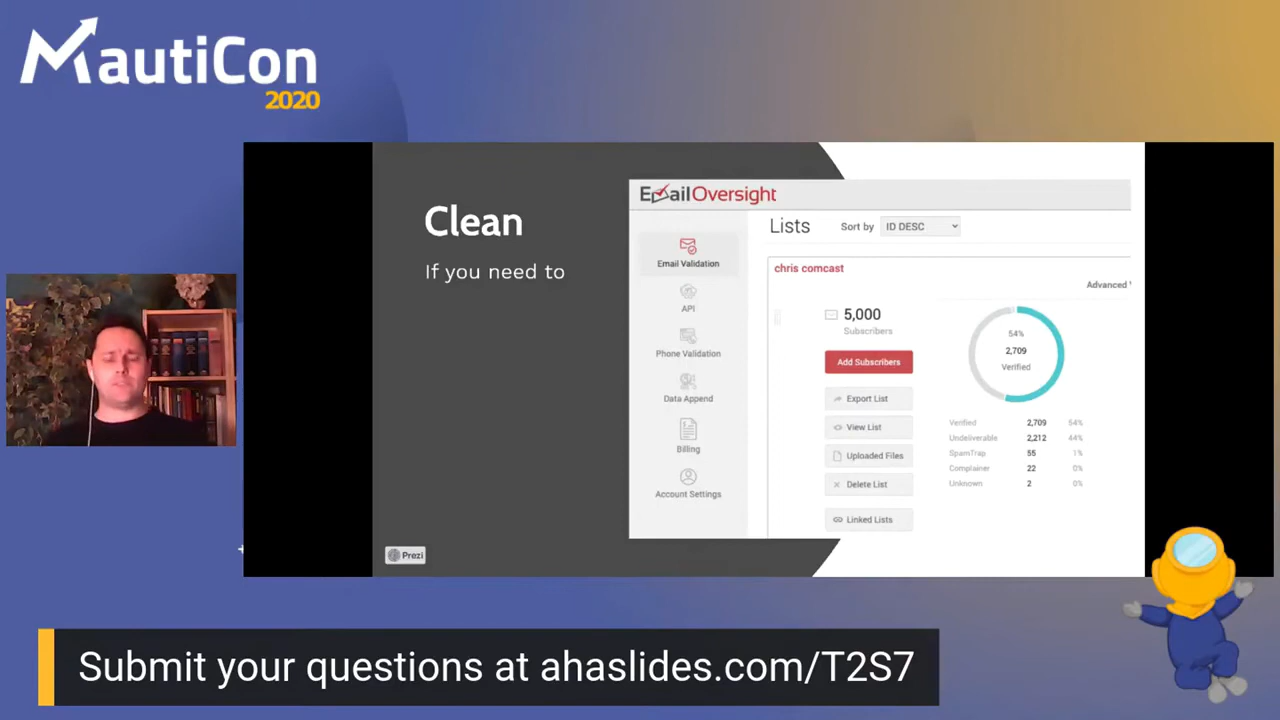 MautiCon
2020
Clean
If you need to
EmailOversight
Email Validation
API
Phone Validation
Data Append
Billing
Account Settings
Lists
Sort by
ID DESC
chris comcast
Advanced
5,000
Subscribers
Add Subscribers
Export List
View List
Uploaded Files
Delete List
Linked Lists
54%
2,709
Verified
Verified 2,709 54%
Undeliverable 2,212 44%
SpamTrap 55 1%
Complainer 22 0%
Unknown 2 0%
Prezi
Submit your questions at ahaslides.com/T2S7